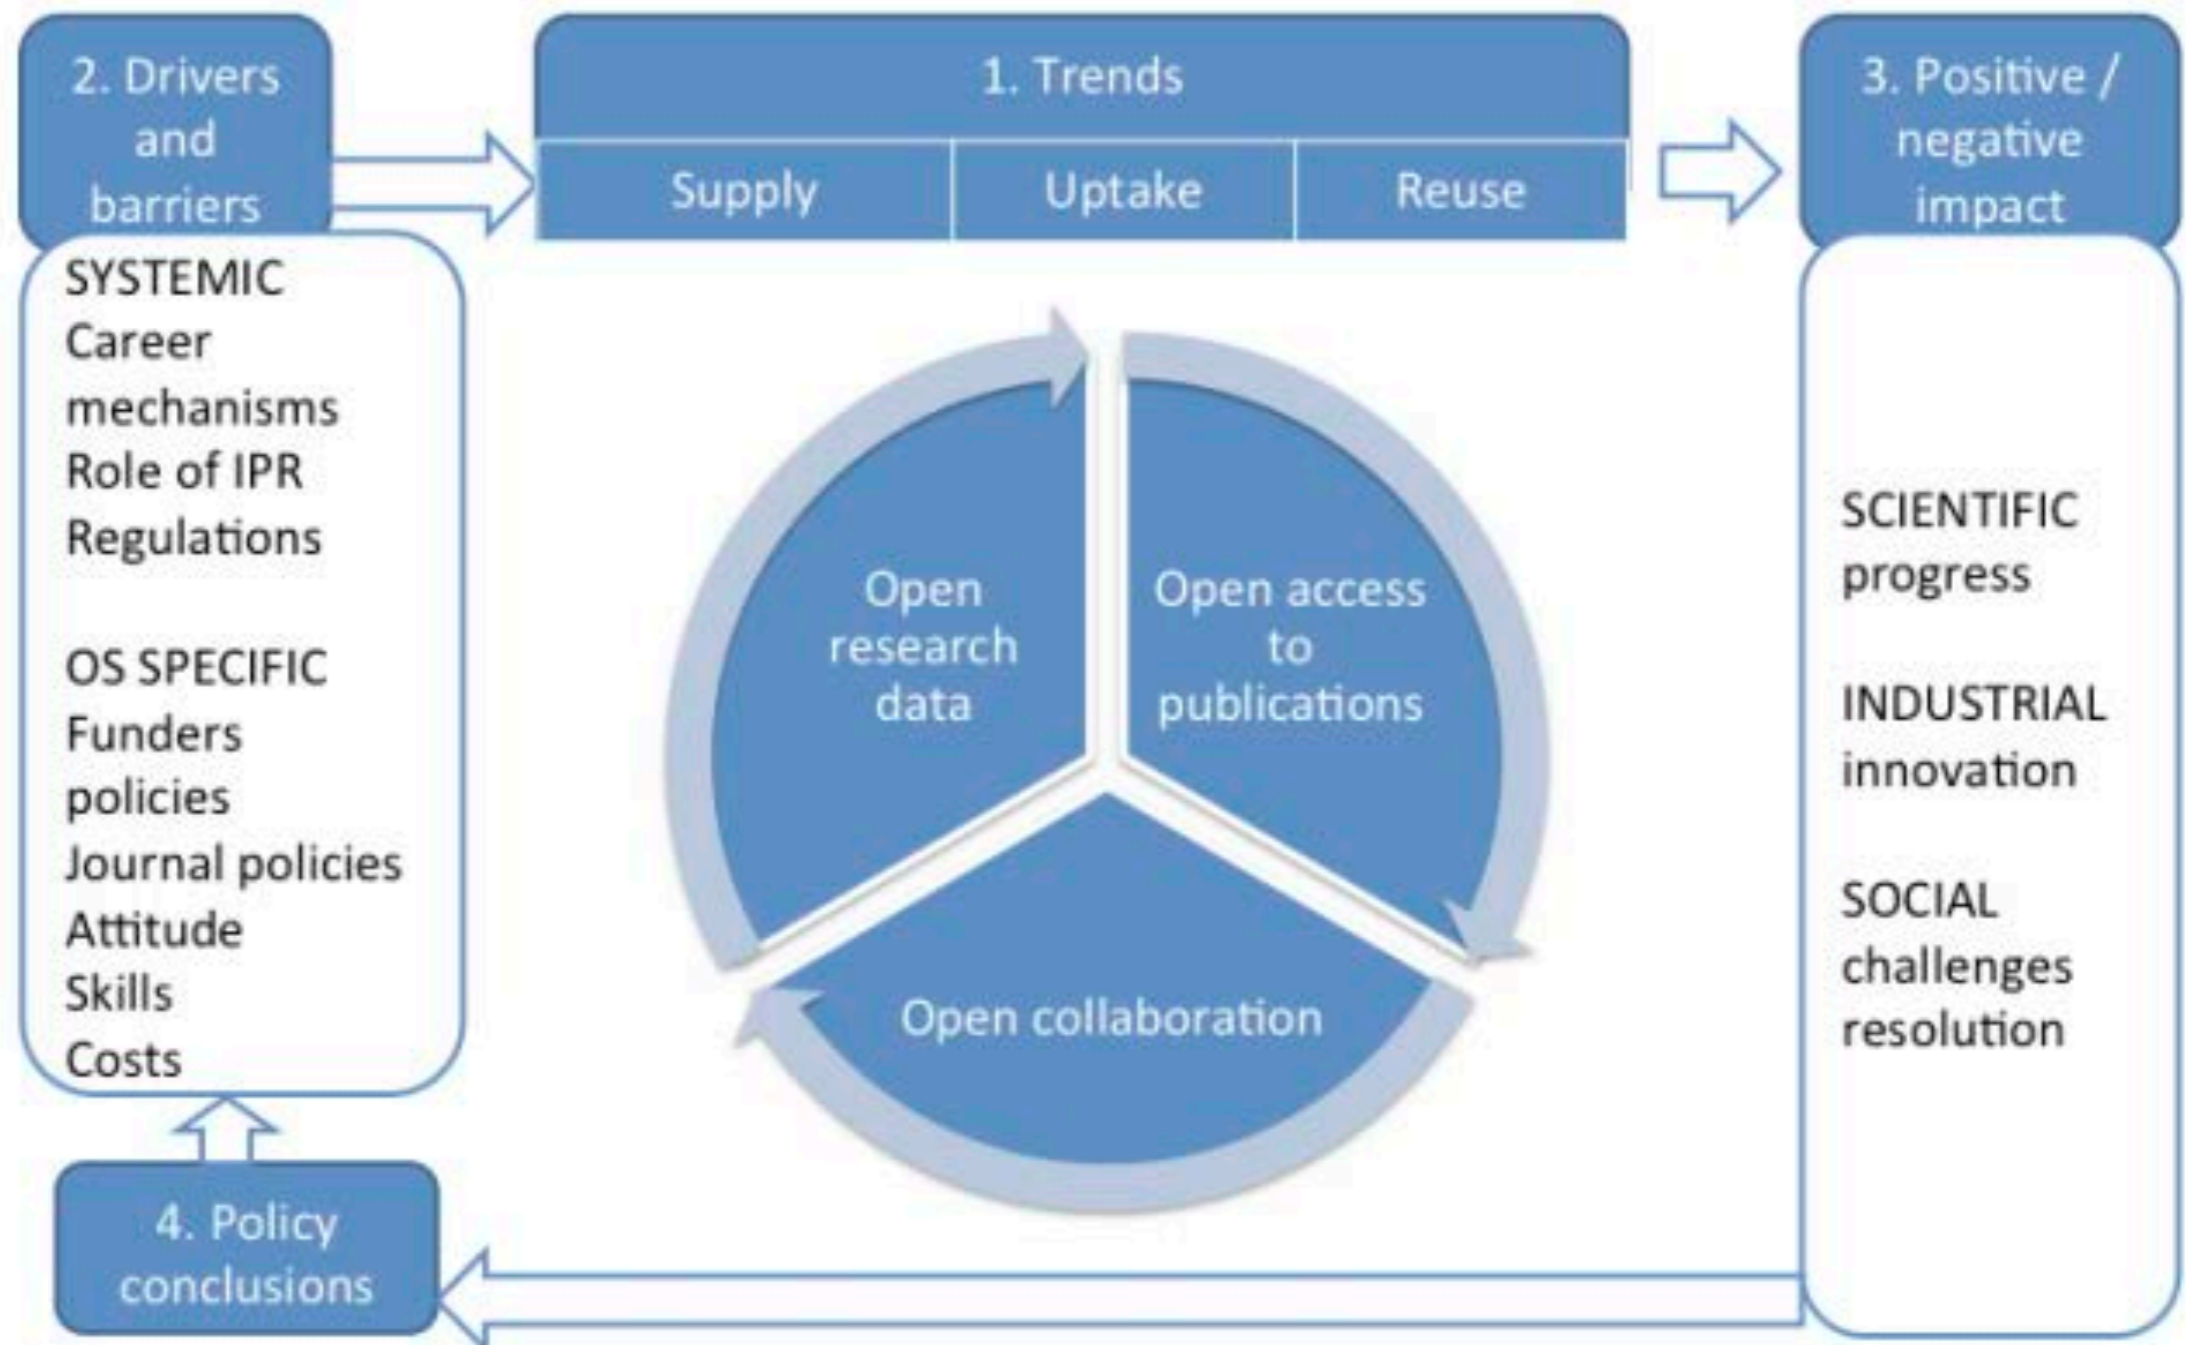 2. Drivers
and
barriers
SYSTEMIC
Career
mechanisms
Role of IPR
Regulations
OS SPECIFIC
Funders
policies
Journal policies
Attitude
Skills
Costs
1. Trends
Supply
Uptake
Reuse
Open
research
data
Open access
to
publications
Open collaboration
3. Positive /
negative
impact
SCIENTIFIC
progress
INDUSTRIAL
innovation
SOCIAL
challenges
resolution
4. Policy
conclusions